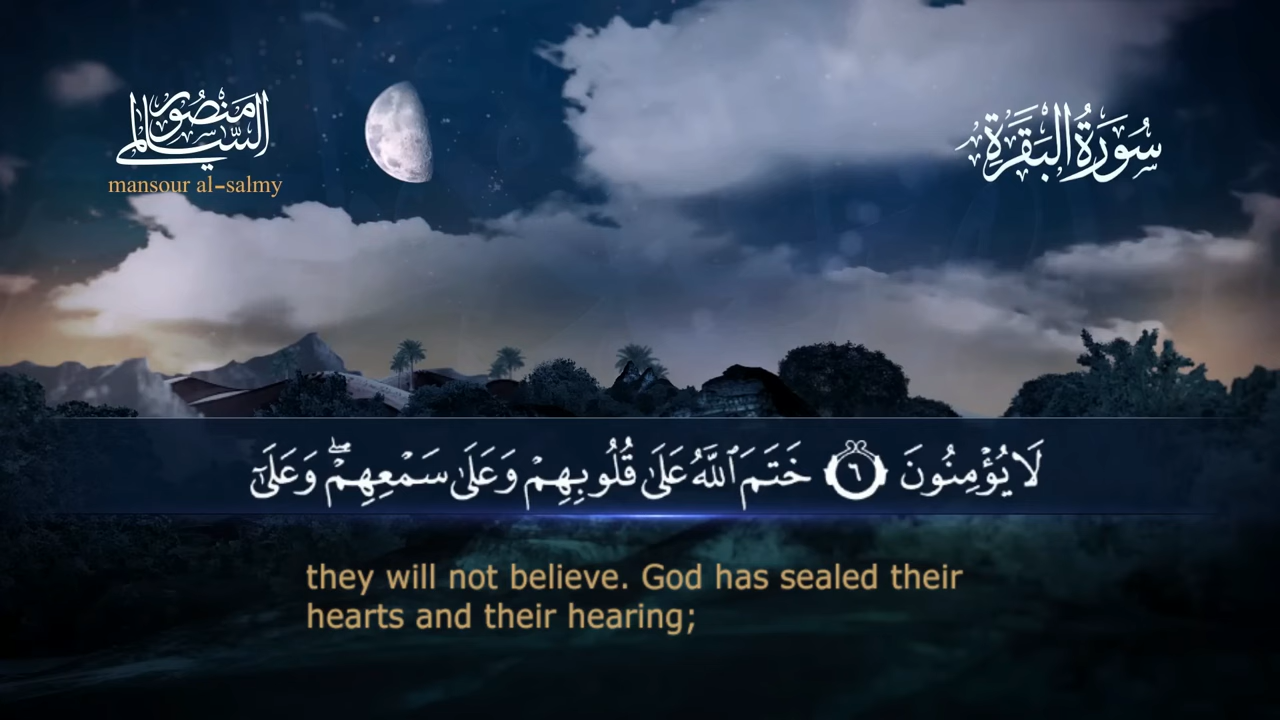 منصور السالمي
mansour al-salmy
سُورَةُ البَقَرَةِ
لَا يُؤْمِنُونَ ٦ خَتَمَ ٱللَّهُ عَلَىٰ قُلُوبِهِمْ وَعَلَىٰ سَمْعِهِمْ ۖ وَعَلَىٰٓ
they will not believe. God has sealed their
hearts and their hearing;